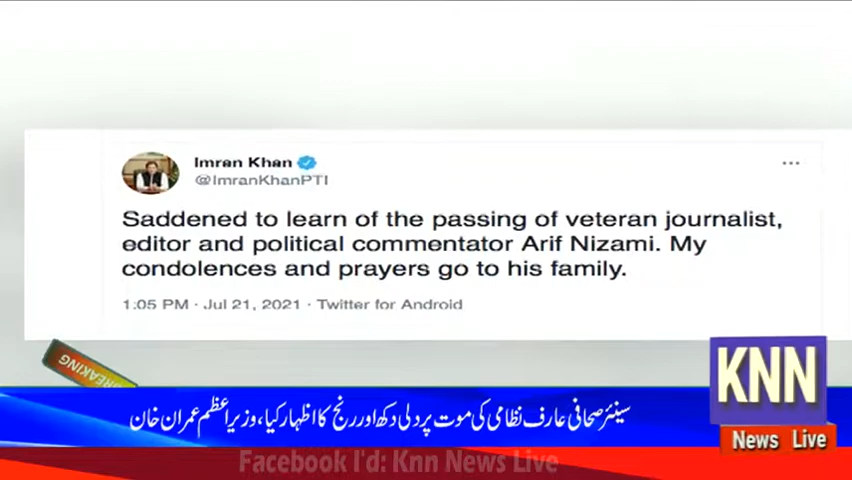 Imran Khan
@ImranKhanPTI
Saddened to learn of the passing of veteran journalist,
editor and political commentator Arif Nizami. My
condolences and prayers go to his family.
1:05 PM · Jul 21, 2021 · Twitter for Android
BREAKING
KNN
سینئر صحافی عارف نظامی کی موت پر دلی دکھ اور رنج کا اظہار کیا، وزیراعظم عمران خان
News Live
Facebook I'd: Knn News Live